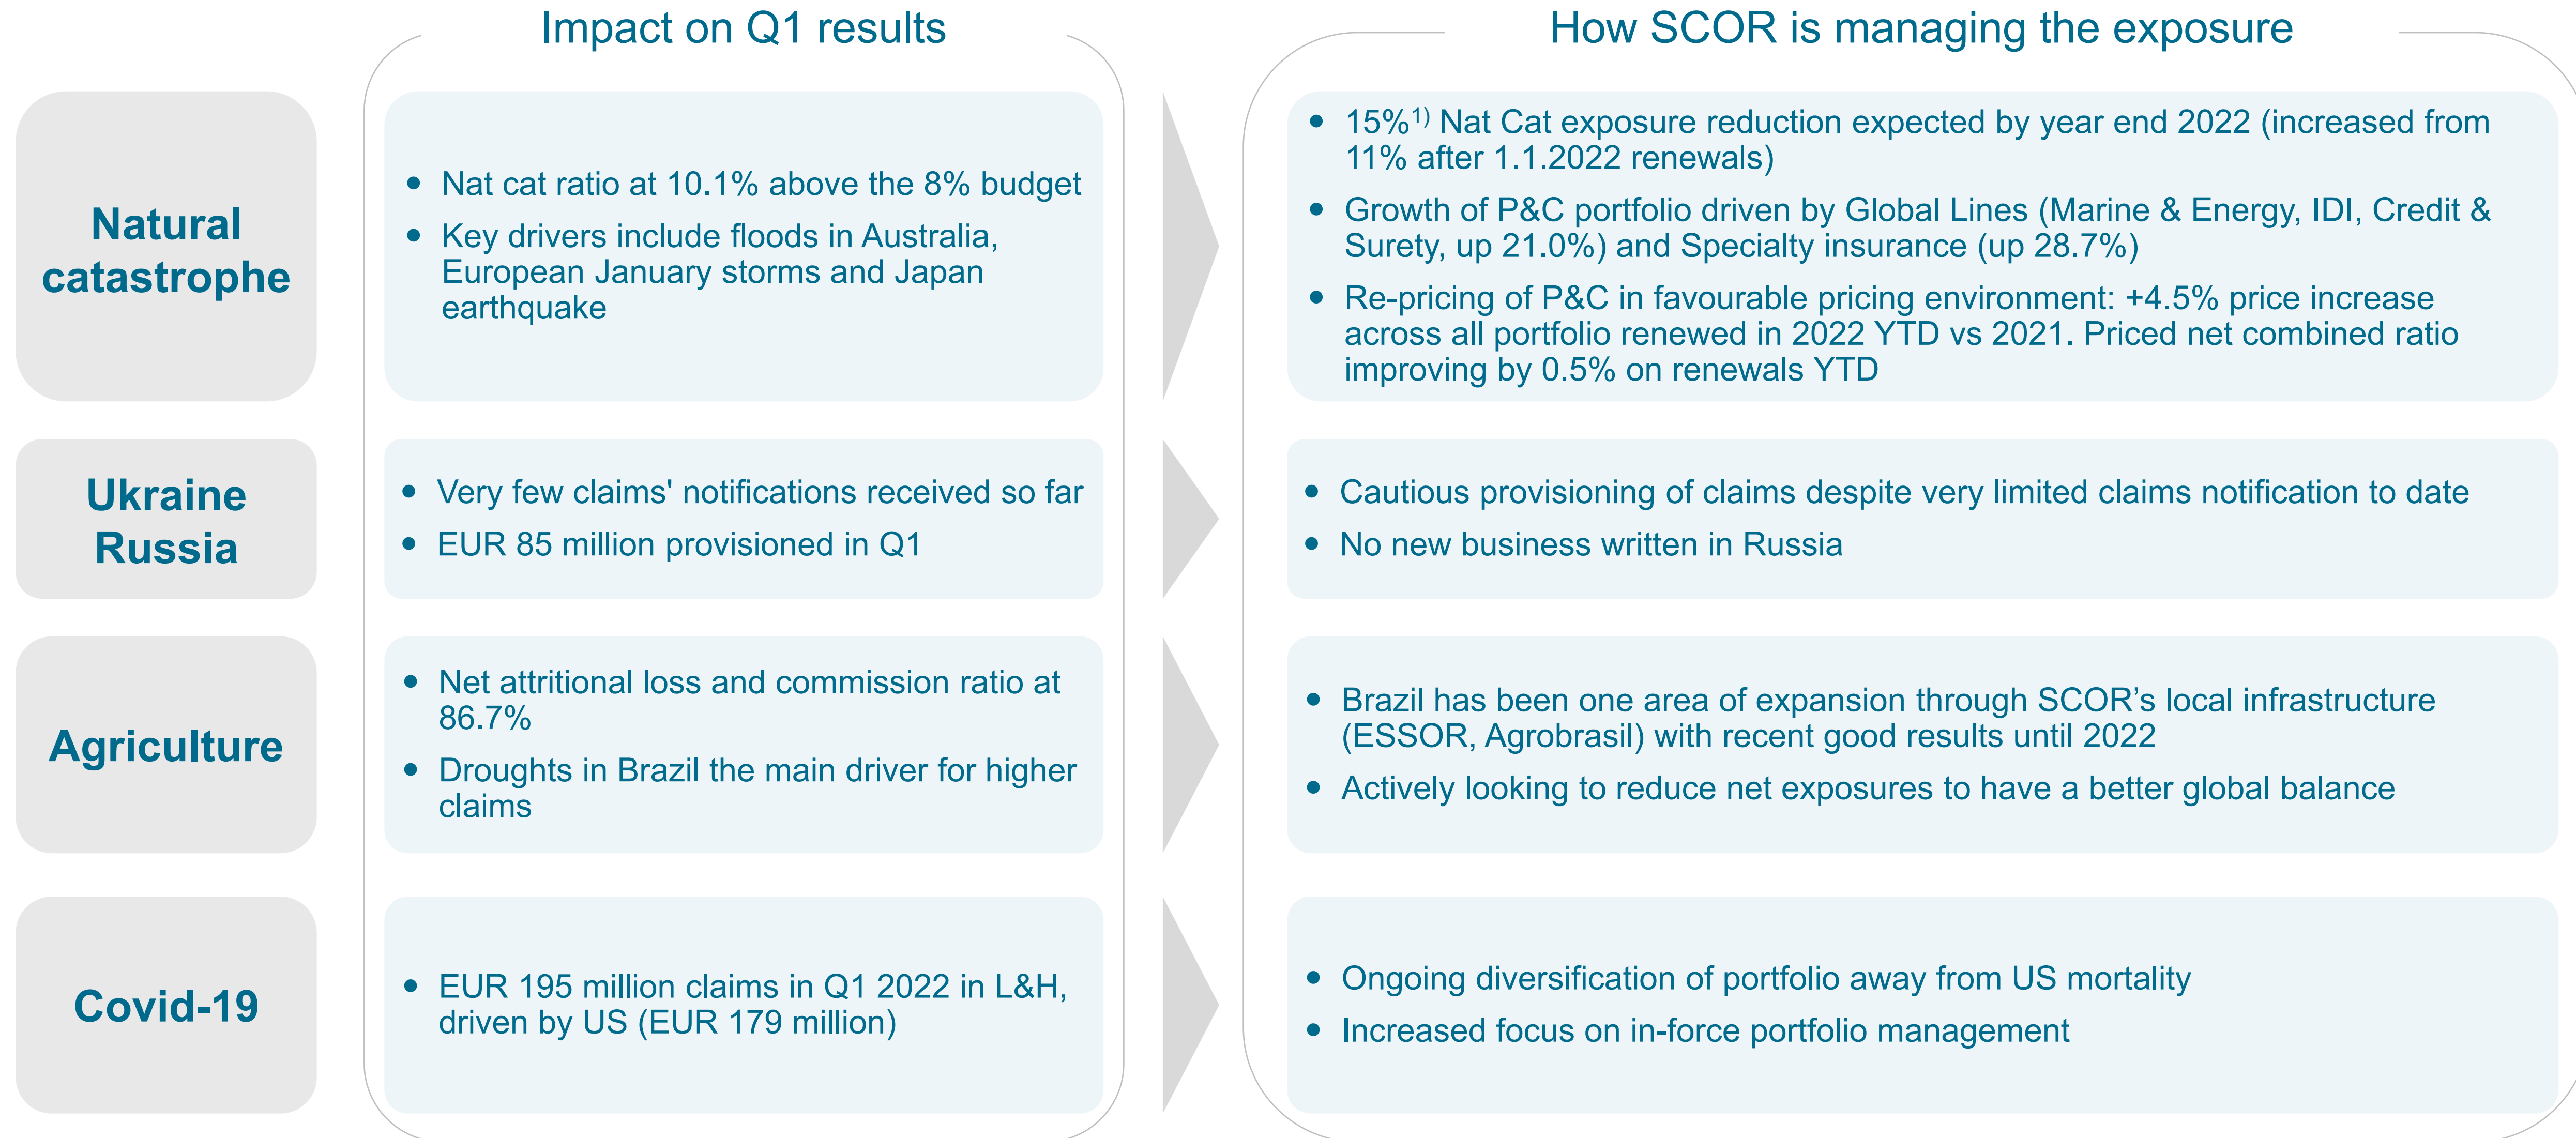 Impact on Q1 results
How SCOR is managing the exposure
Natural
catastrophe
• Nat cat ratio at 10.1% above the 8% budget
• Key drivers include floods in Australia,
European January storms and Japan
earthquake
• 15%1) Nat Cat exposure reduction expected by year end 2022 (increased from
11% after 1.1.2022 renewals)
• Growth of P&C portfolio driven by Global Lines (Marine & Energy, IDI, Credit &
Surety, up 21.0%) and Specialty insurance (up 28.7%)
• Re-pricing of P&C in favourable pricing environment: +4.5% price increase
across all portfolio renewed in 2022 YTD vs 2021. Priced net combined ratio
improving by 0.5% on renewals YTD
Ukraine
Russia
• Very few claims' notifications received so far
• EUR 85 million provisioned in Q1
• Cautious provisioning of claims despite very limited claims notification to date
• No new business written in Russia
Agriculture
• Net attritional loss and commission ratio at
86.7%
• Droughts in Brazil the main driver for higher
claims
• Brazil has been one area of expansion through SCOR’s local infrastructure
(ESSOR, Agrobrasil) with recent good results until 2022
• Actively looking to reduce net exposures to have a better global balance
Covid-19
• EUR 195 million claims in Q1 2022 in L&H,
driven by US (EUR 179 million)
• Ongoing diversification of portfolio away from US mortality
• Increased focus on in-force portfolio management